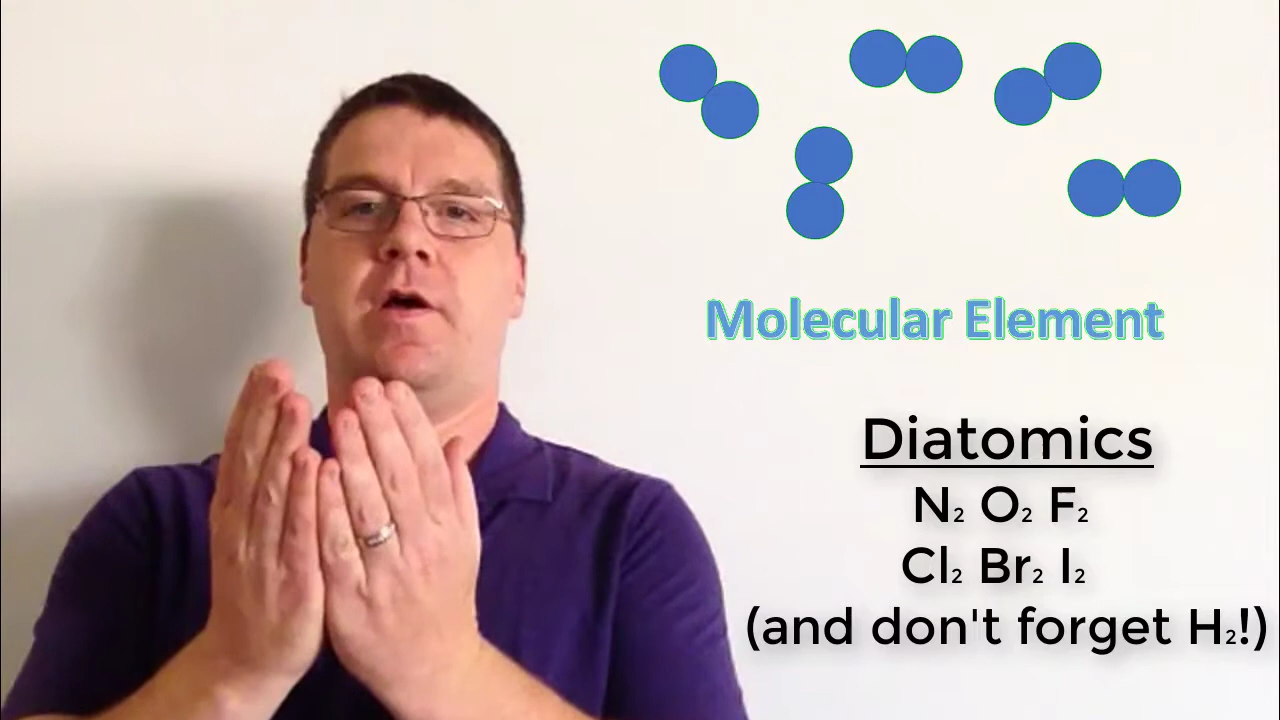 Molecular Element
Diatomics
N₂ O₂ F₂
Cl₂ Br₂ I₂
(and don't forget H₂!)